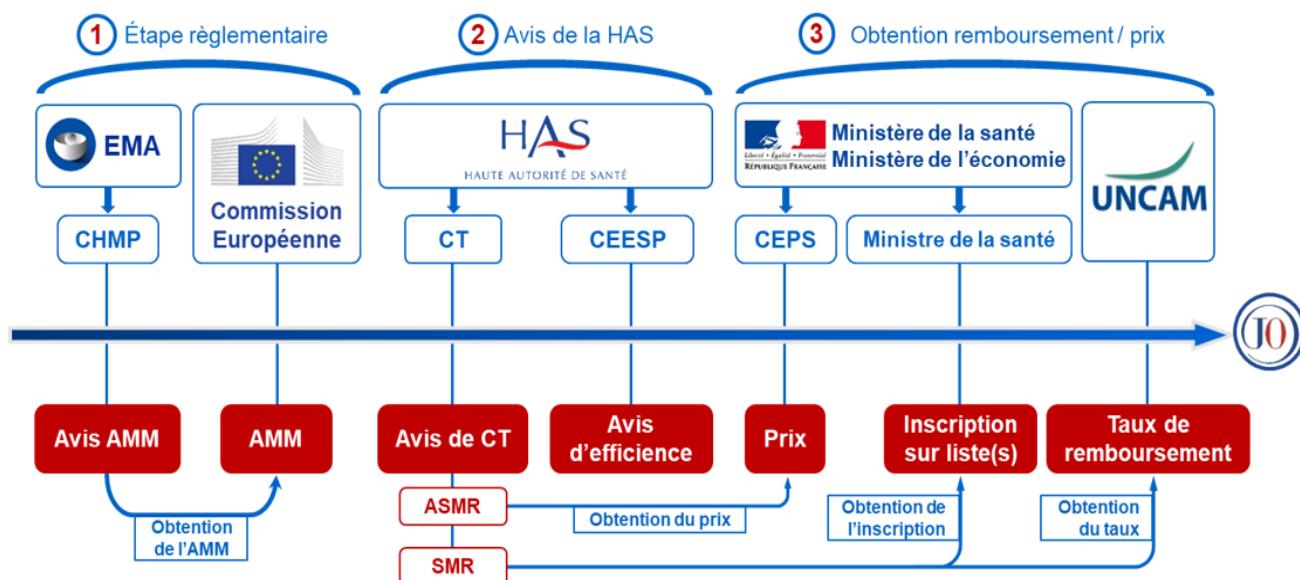 1 Étape règlementaire
2 Avis de la HAS
3 Obtention remboursement / prix
EMA
Commission
Européenne
HAS
HAUTE AUTORITÉ DE SANTÉ
Liberté • Égalité • Fraternité
RÉPUBLIQUE FRANÇAISE
Ministère de la santé
Ministère de l'économie
UNCAM
CHMP
CT
CEESP
CEPS
Ministre de la santé
JO
Avis AMM
AMM
Avis de CT
Avis
d'efficience
Prix
Inscription
sur liste(s)
Taux de
remboursement
ASMR
SMR
Obtention
de l'AMM
Obtention du prix
Obtention de
l'inscription
Obtention
du taux